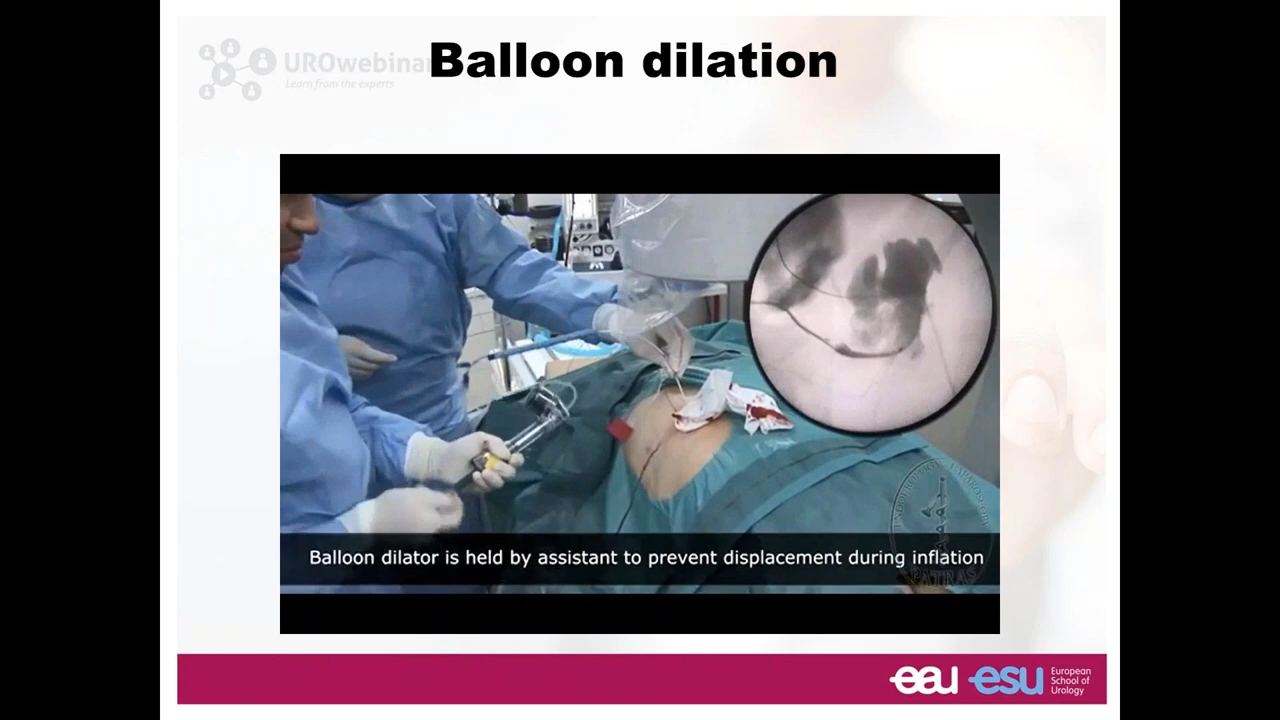 UROwebinar
Learn from the experts
Balloon dilation
Balloon dilator is held by assistant to prevent displacement during inflation
PATRAS
eau esu
European
School of
Urology